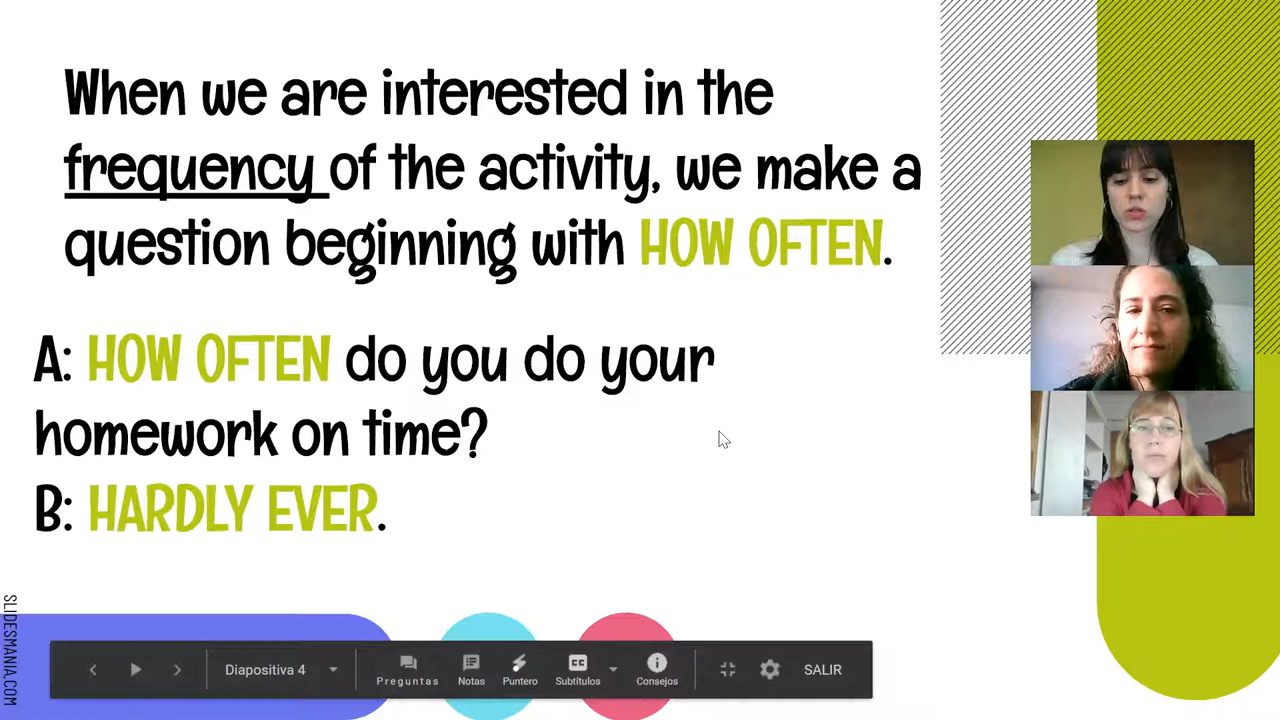 When we are interested in the
frequency of the activity, we make a
question beginning with HOW OFTEN.
A: HOW OFTEN do you do your
homework on time?
B: HARDLY EVER.
SLIDESMANIA.COM
Diapositiva 4
Preguntas
Notas
Puntero
Subtítulos
Consejos
SALIR